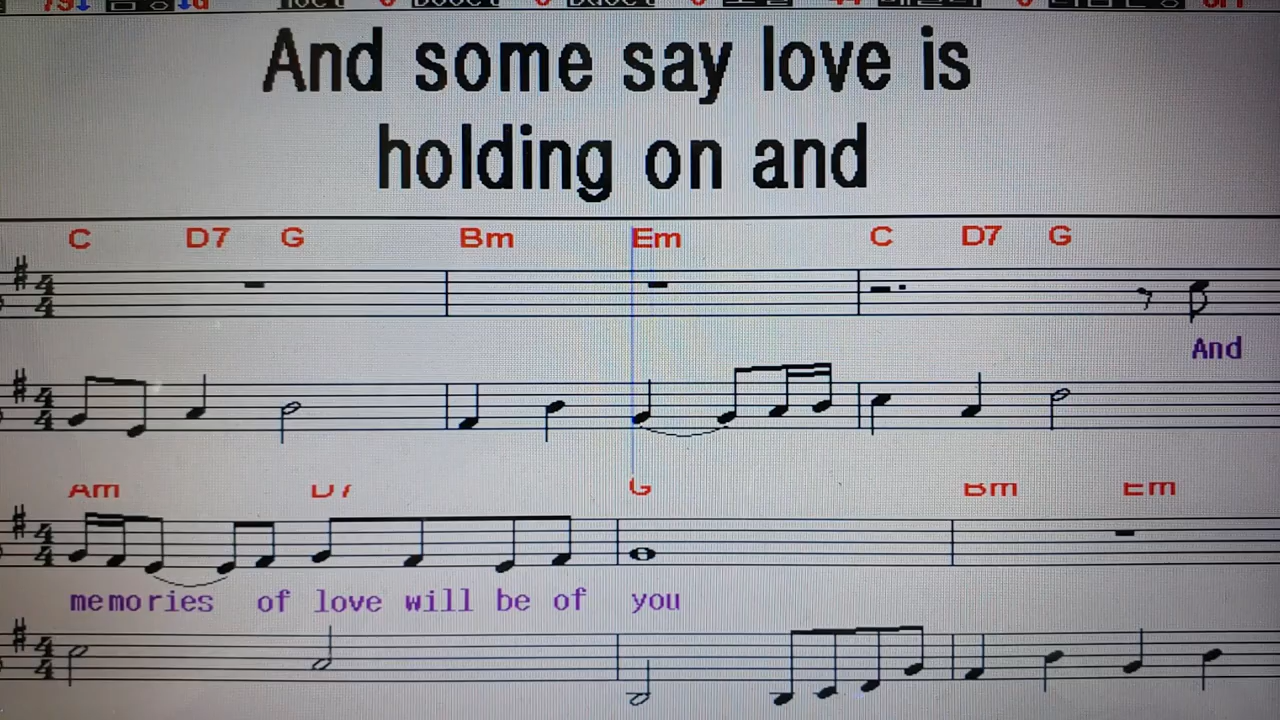 And some say love is
holding on and
C D7 G Bm Em C D7 G
And
Am D7 G Bm Em
memories of love will be of you